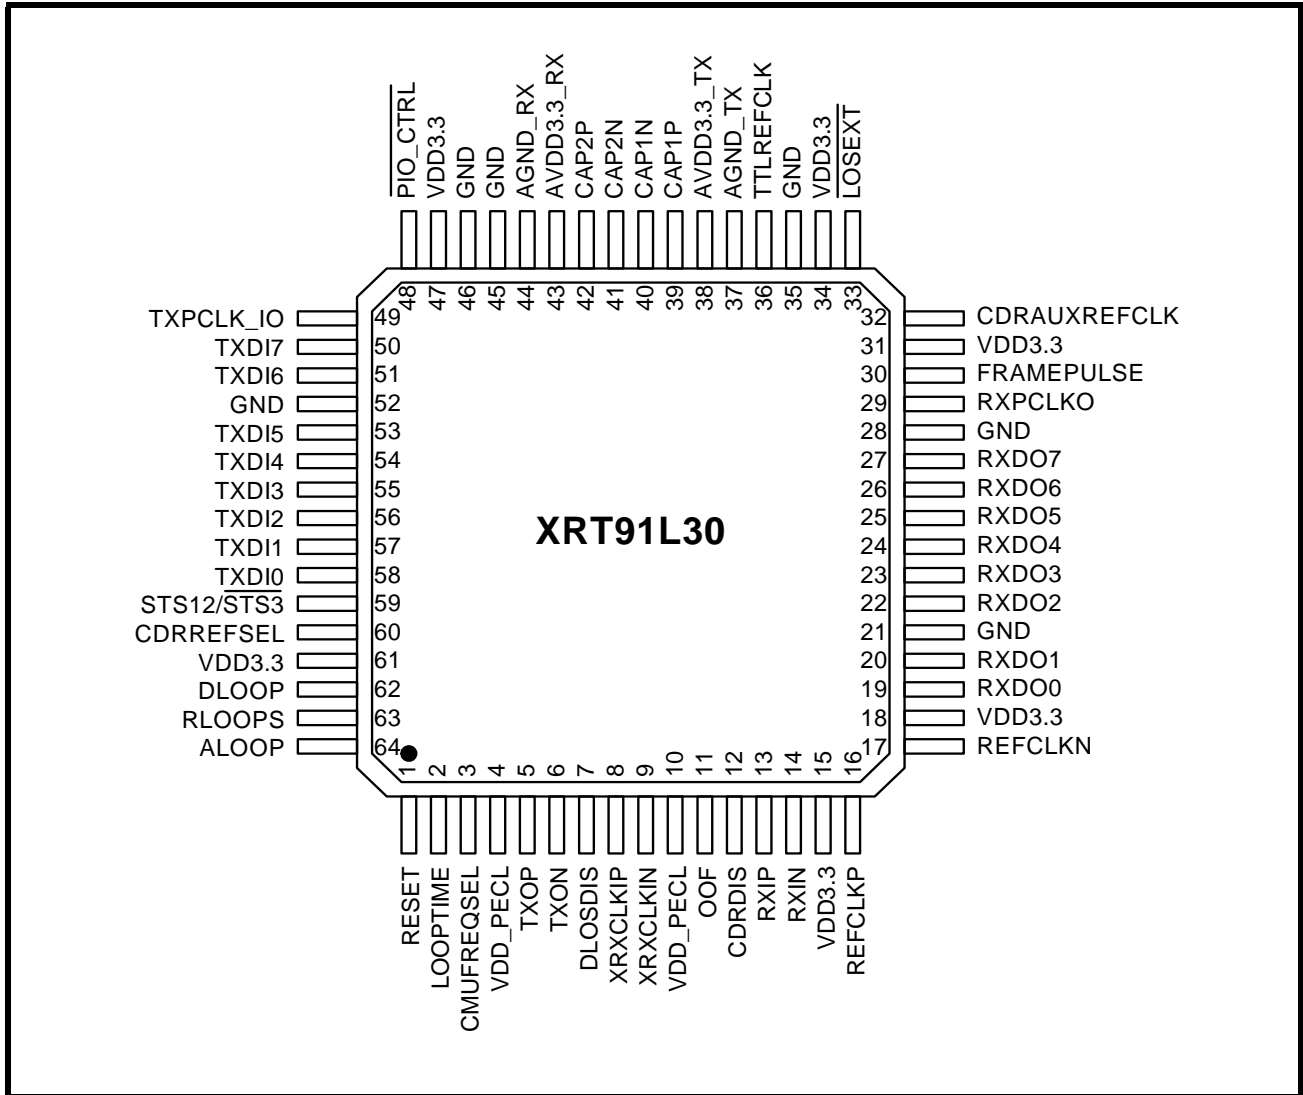 PIO_CTRL
VDD3.3
GND
GND
AGND_RX
AVDD3.3_RX
CAP2P
CAP2N
CAP1N
CAP1P
AVDD3.3_TX
AGND_TX
TTLREFCLK
GND
VDD3.3
LOSEXT
48
47
46
45
44
43
42
41
40
39
38
37
36
35
34
33
TXPCLK_IO 49
TXDI7 50
TXDI6 51
GND 52
TXDI5 53
TXDI4 54
TXDI3 55
TXDI2 56
TXDI1 57
TXDI0 58
STS12/STS3 59
CDRREFSEL 60
VDD3.3 61
DLOOP 62
RLOOPS 63
ALOOP 64
XRT91L30
32 CDRAUXREFCLK
31 VDD3.3
30 FRAMEPULSE
29 RXPCLKO
28 GND
27 RXDO7
26 RXDO6
25 RXDO5
24 RXDO4
23 RXDO3
22 RXDO2
21 GND
20 RXDO1
19 RXDO0
18 VDD3.3
17 REFCLKN
1
2
3
4
5
6
7
8
9
10
11
12
13
14
15
16
RESET
LOOPTIME
CMUFREQSEL
VDD_PECL
TXOP
TXON
DLOSDIS
XRXCLKIP
XRXCLKIN
VDD_PECL
OOF
CDRDIS
RXIP
RXIN
VDD3.3
REFCLKP